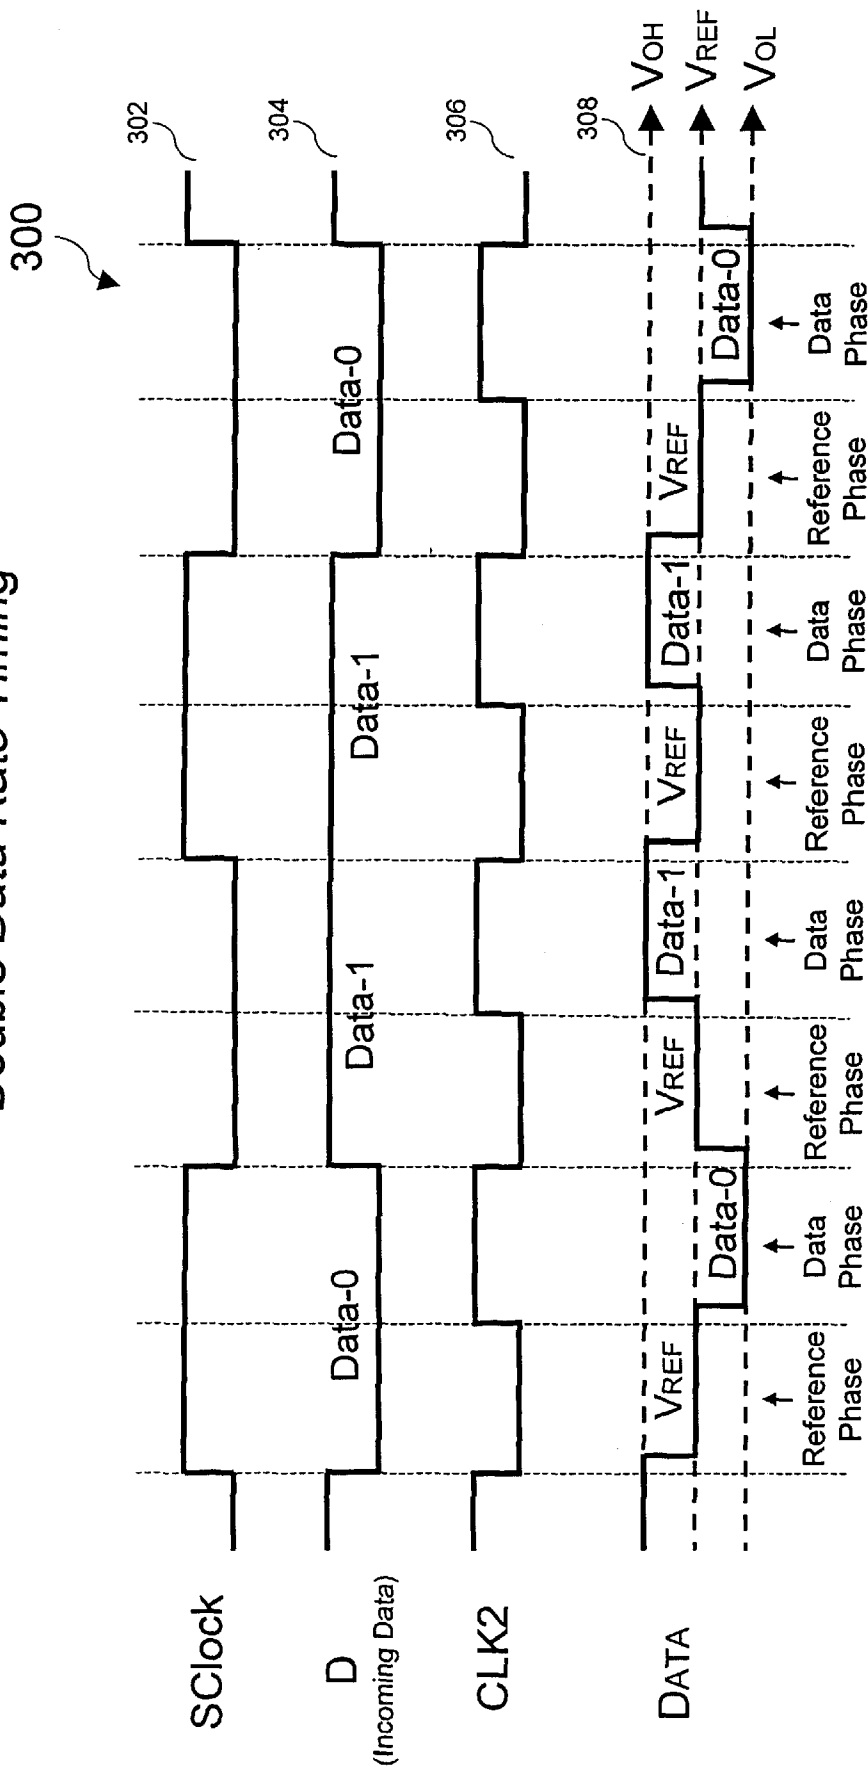 Double Data Rate Timing
300
SClock
302
D
(Incoming Data)
Data-0
Data-1
Data-1
Data-0
304
CLK2
306
DATA
308
VREF
Data-0
VREF
Data-1
VREF
Data-1
VREF
Data-0
VOH
VREF
VOL
Reference Phase
Data Phase
Reference Phase
Data Phase
Reference Phase
Data Phase
Reference Phase
Data Phase